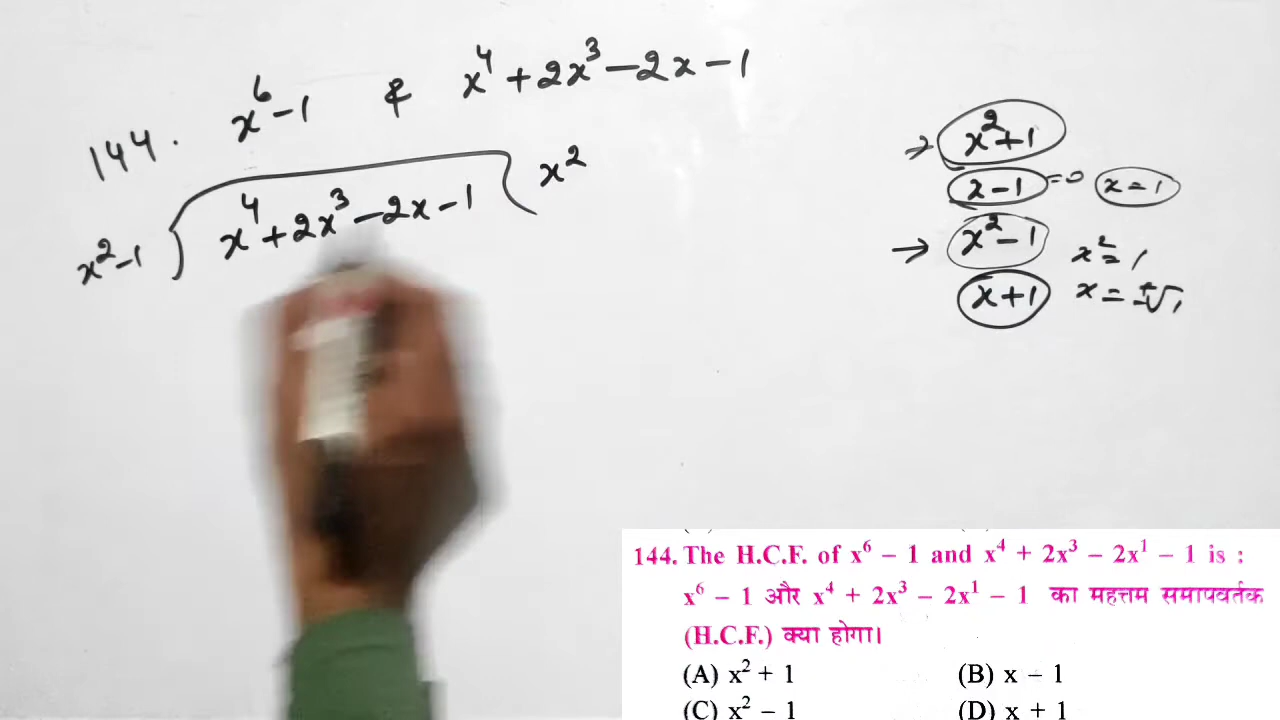 144. x⁶-1 & x⁴+2x³-2x-1
x²-1 ) x⁴+2x³-2x-1 ( x²
→ x²+1
x-1 =0 x=1
→ x²-1 x²=1
x+1 x=±√1
144. The H.C.F. of x⁶ – 1 and x⁴ + 2x³ – 2x¹ – 1 is :
x⁶ – 1 और x⁴ + 2x³ – 2x¹ – 1 का महत्तम समापवर्तक
(H.C.F.) क्या होगा।
(A) x² + 1 (B) x – 1
(C) x² – 1 (D) x + 1